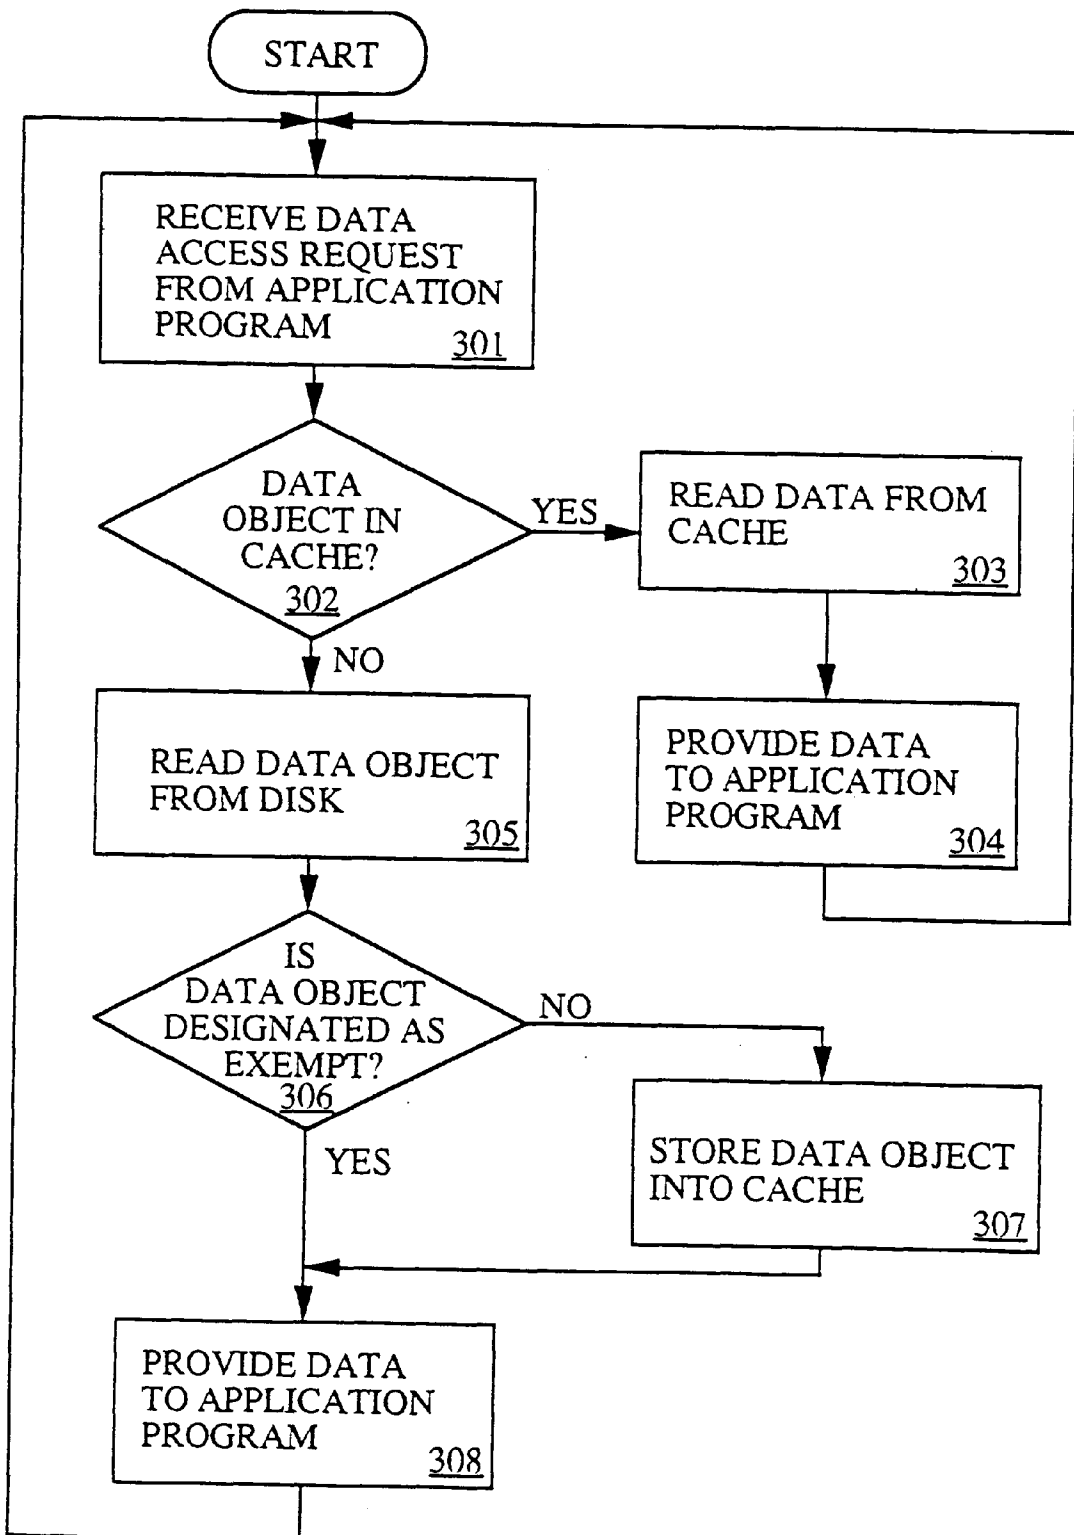 START
RECEIVE DATA
ACCESS REQUEST
FROM APPLICATION
PROGRAM
301
DATA
OBJECT IN
CACHE?
302
YES
READ DATA FROM
CACHE
303
NO
PROVIDE DATA
TO APPLICATION
PROGRAM
304
READ DATA OBJECT
FROM DISK
305
IS
DATA OBJECT
DESIGNATED AS
EXEMPT?
306
NO
STORE DATA OBJECT
INTO CACHE
307
YES
PROVIDE DATA
TO APPLICATION
PROGRAM
308